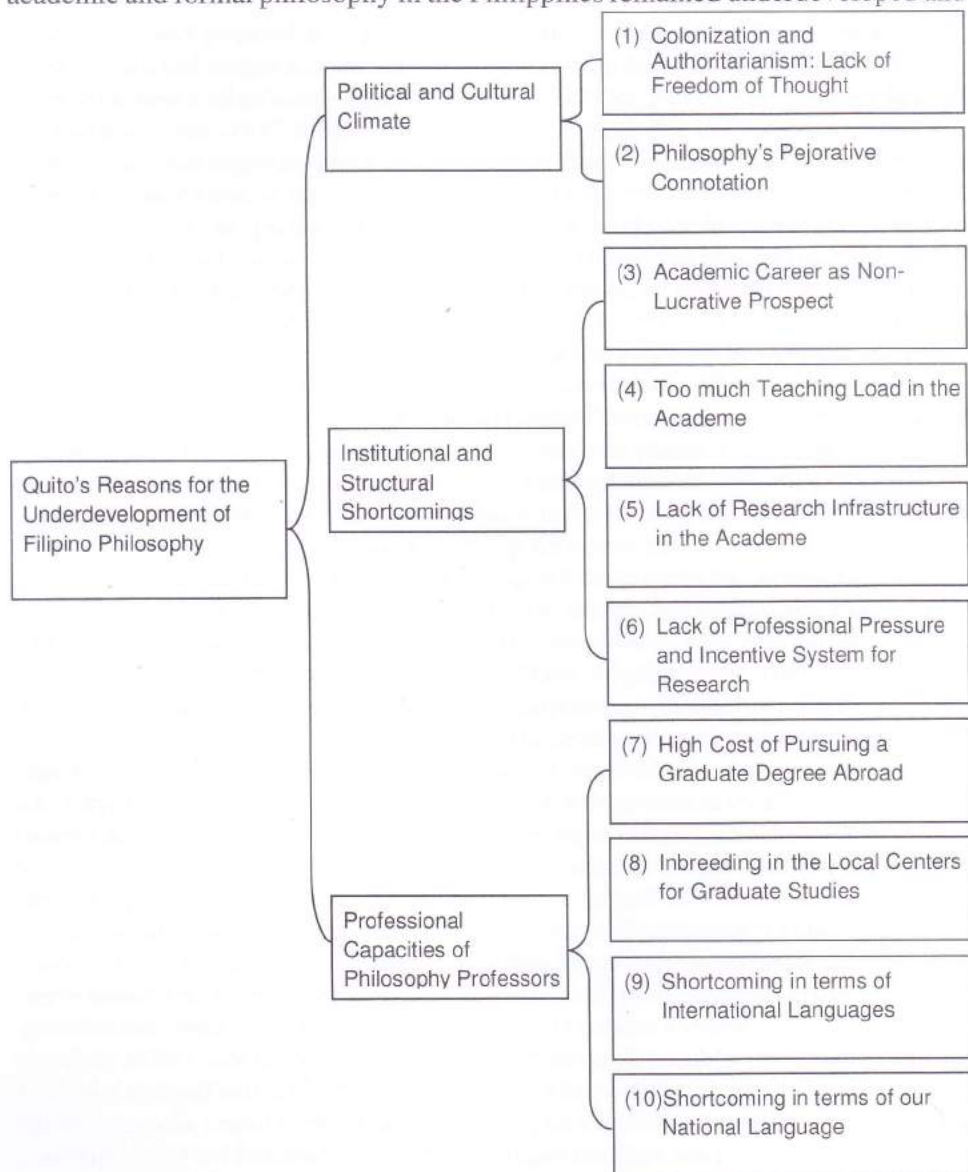 academic and formal philosophy in the Philippines remained underdeveloped and
Quito's Reasons for the
Underdevelopment of
Filipino Philosophy
Political and Cultural
Climate
(1) Colonization and
Authoritarianism: Lack of
Freedom of Thought
(2) Philosophy's Pejorative
Connotation
Institutional and
Structural
Shortcomings
(3) Academic Career as Non-
Lucrative Prospect
(4) Too much Teaching Load in the
Academe
(5) Lack of Research Infrastructure
in the Academe
(6) Lack of Professional Pressure
and Incentive System for
Research
Professional
Capacities of
Philosophy Professors
(7) High Cost of Pursuing a
Graduate Degree Abroad
(8) Inbreeding in the Local Centers
for Graduate Studies
(9) Shortcoming in terms of
International Languages
(10)Shortcoming in terms of our
National Language